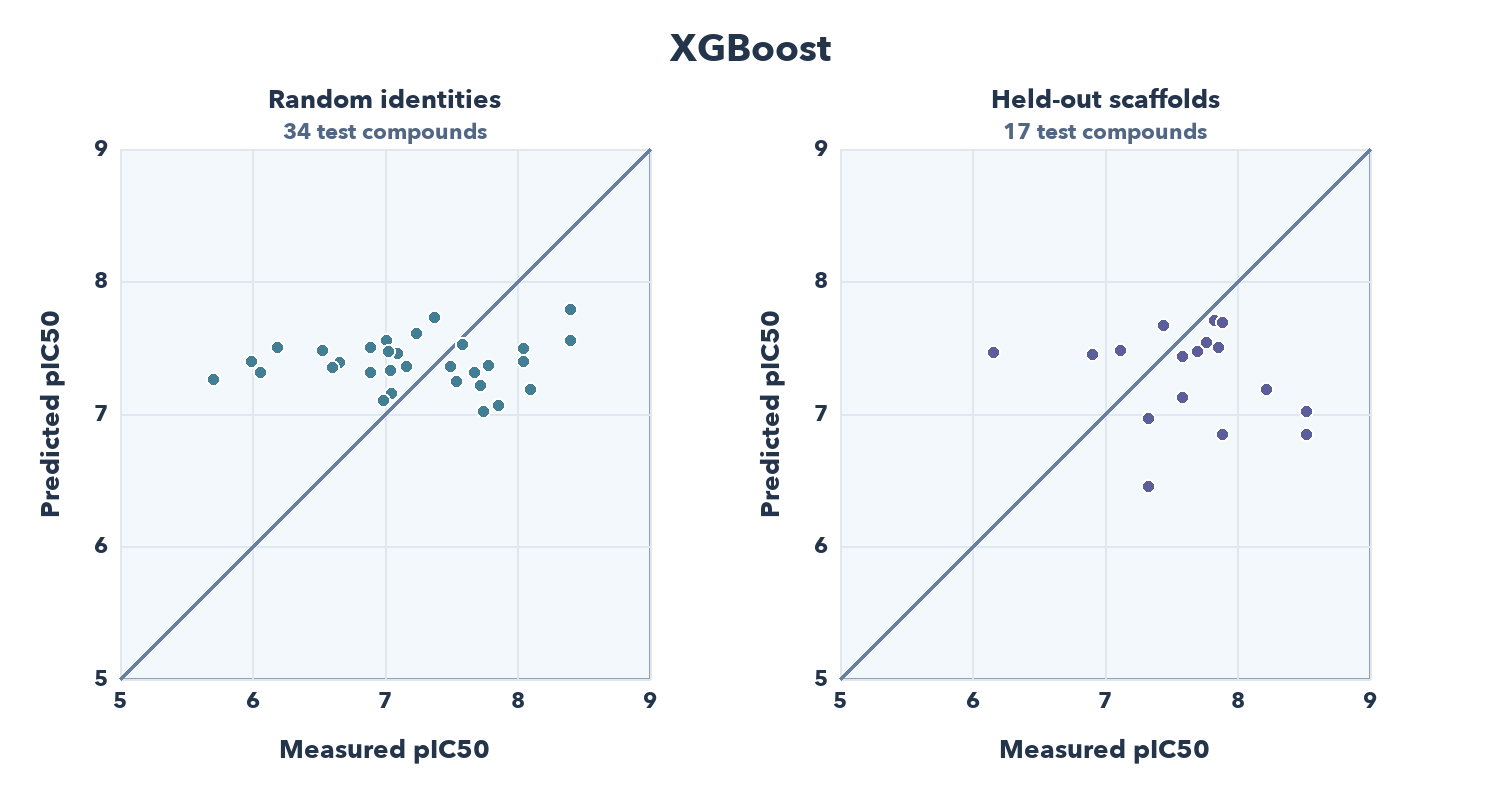 XGBoost
Random identities
34 test compounds
9
8
7
6
5
5 6 7 8 9
Predicted pIC50
Measured pIC50
Held-out scaffolds
17 test compounds
9
8
7
6
5
5 6 7 8 9
Predicted pIC50
Measured pIC50